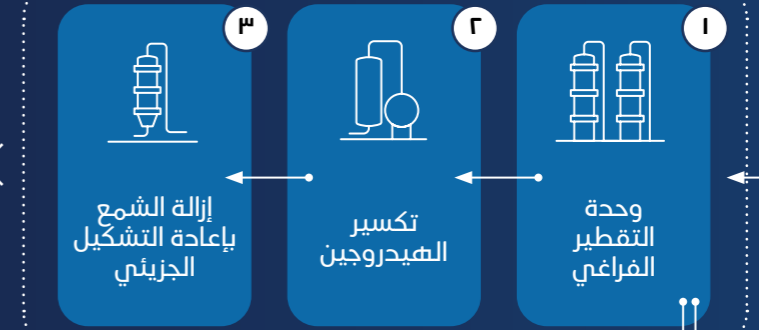 ١
وحدة
التقطير
الفراغي
٢
تكسير
الهيدروجين
٣
إزالة الشمع
بإعادة التشكيل
الجزيئي